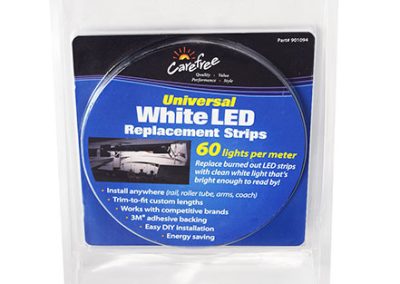 Part# 901094
Carefree
Quality · Value
Performance · Style
Universal
White LED
Replacement Strips
60 lights per meter
Replace burned out LED strips
with clean white light that's
bright enough to read by!
· Install anywhere (rail, roller tube, arms, coach)
· Trim-to-fit custom lengths
· Works with competitive brands
· 3M® adhesive backing
· Easy DIY Installation
· Energy saving